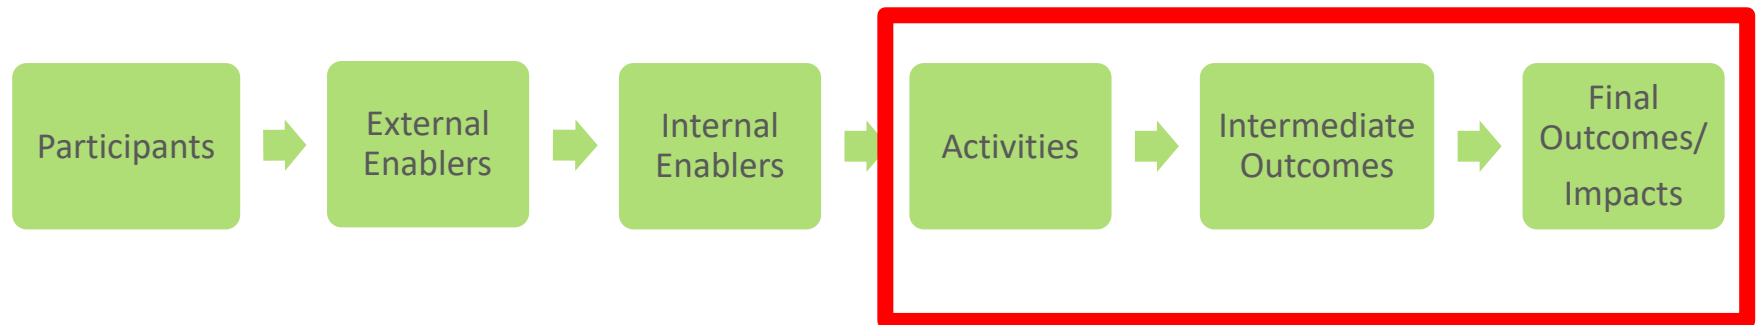 Participants
External
Enablers
Internal
Enablers
Activities
Intermediate
Outcomes
Final
Outcomes/
Impacts